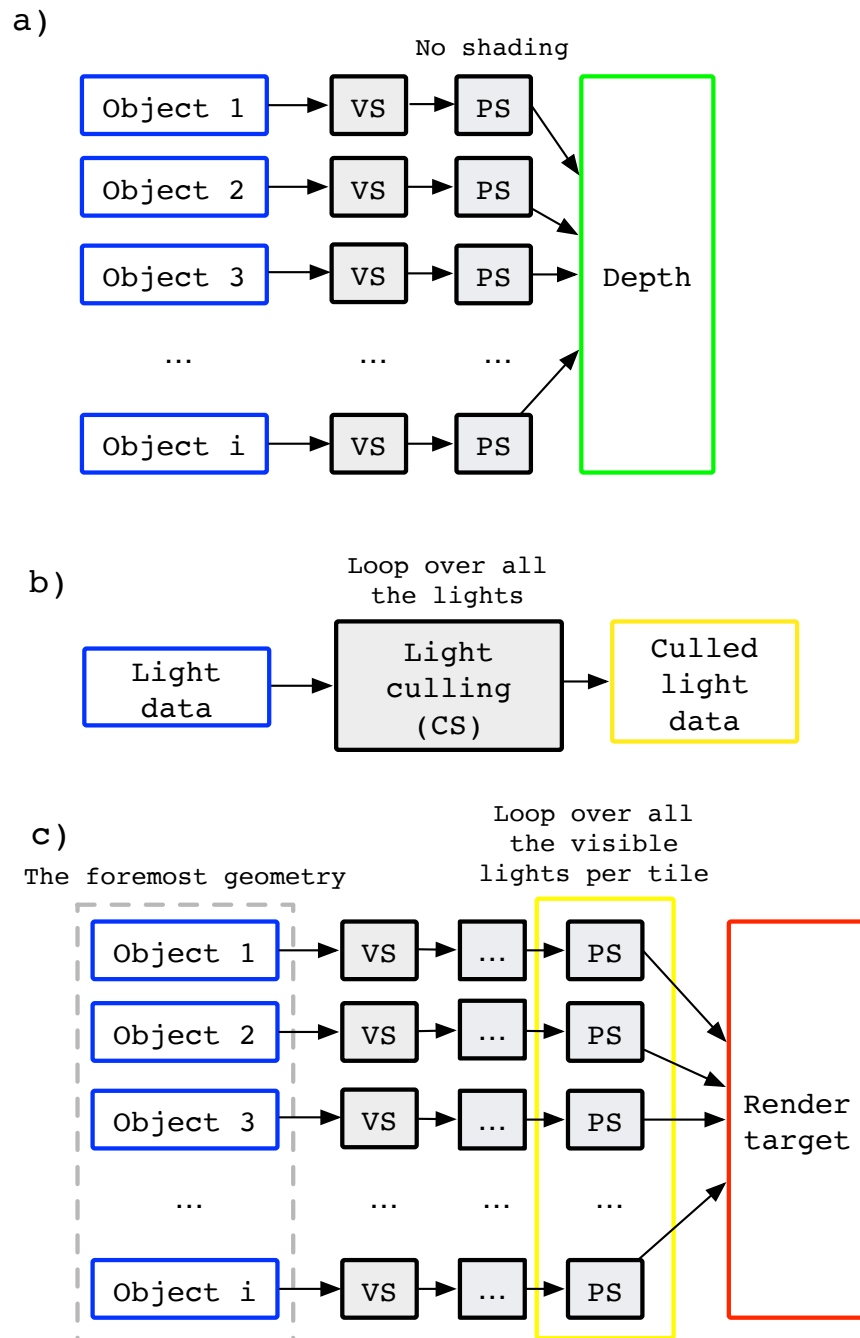 a)
No shading
Object 1 VS PS
Object 2 VS PS
Object 3 VS PS
Depth
... ... ...
Object i VS PS
b)
Loop over all
the lights
Light
data
Light
culling
(CS)
Culled
light
data
c)
Loop over all
the visible
lights per tile
The foremost geometry
Object 1 VS ... PS
Object 2 VS ... PS
Object 3 VS ... PS
Render
target
... ... ... ...
Object i VS ... PS